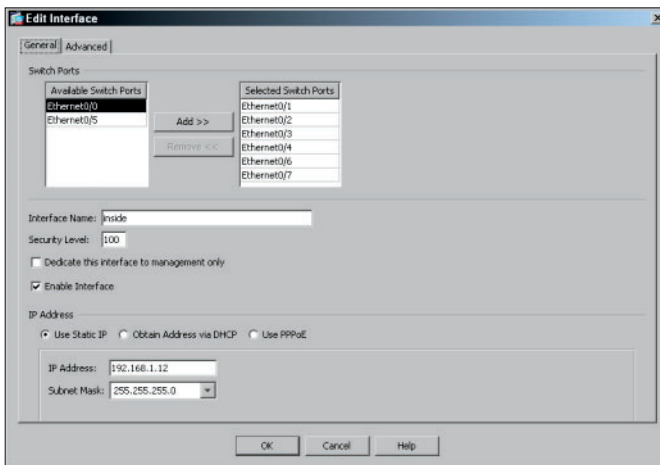 Edit Interface
General Advanced
Switch Ports
Available Switch Ports
Ethernet0/0
Ethernet0/5
Add >>
Remove <<
Selected Switch Ports
Ethernet0/1
Ethernet0/2
Ethernet0/3
Ethernet0/4
Ethernet0/6
Ethernet0/7
Interface Name: inside
Security Level: 100
Dedicate this interface to management only
Enable Interface
IP Address
Use Static IP Obtain Address via DHCP Use PPPoE
IP Address: 192.168.1.12
Subnet Mask: 255.255.255.0
OK Cancel Help